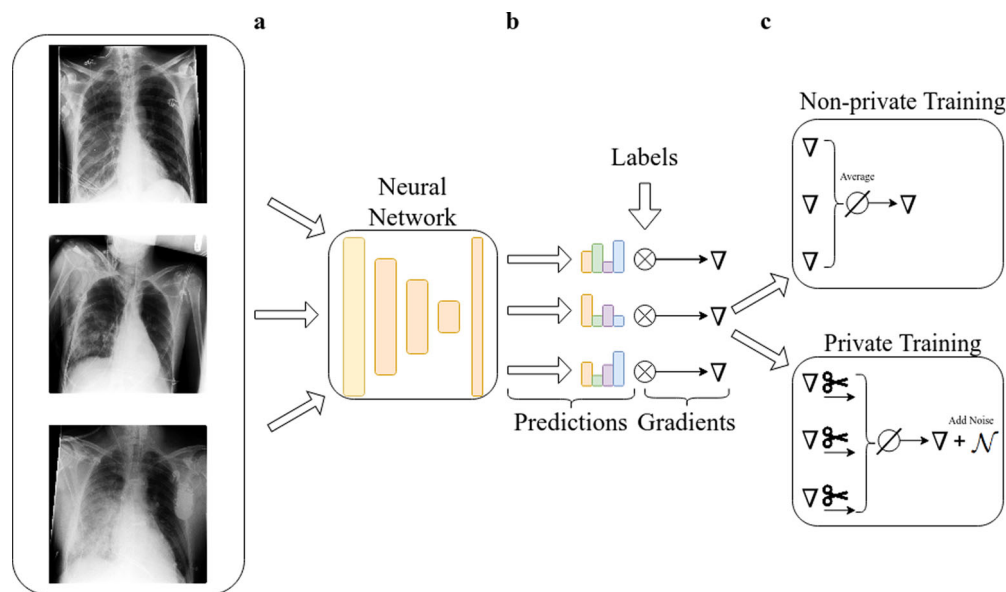 a
b
c
Neural
Network
Labels
Predictions
Gradients
Non-private Training
∇
∇
∇
Average
∇
∇
∇
∇
Private Training
∇
∇
∇
Add Noise
∇ + 𝒩